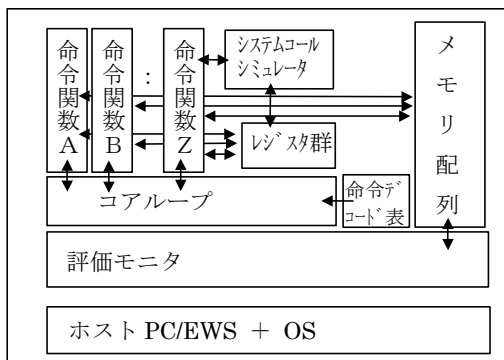 命令関数A
命令関数B
:
命令関数Z
システムコール
シミュレータ
レジスタ群
メモリ配列
コアループ
命令デ
コード表
評価モニタ
ホスト PC/EWS + OS